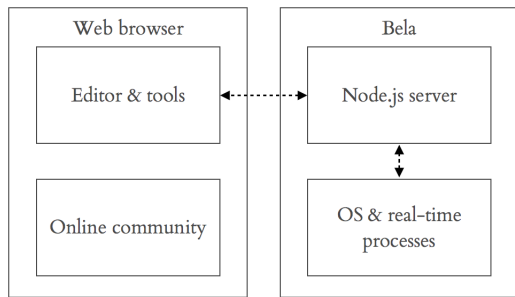 Web browser
Editor & tools
Online community
Bela
Node.js server
OS & real-time
processes